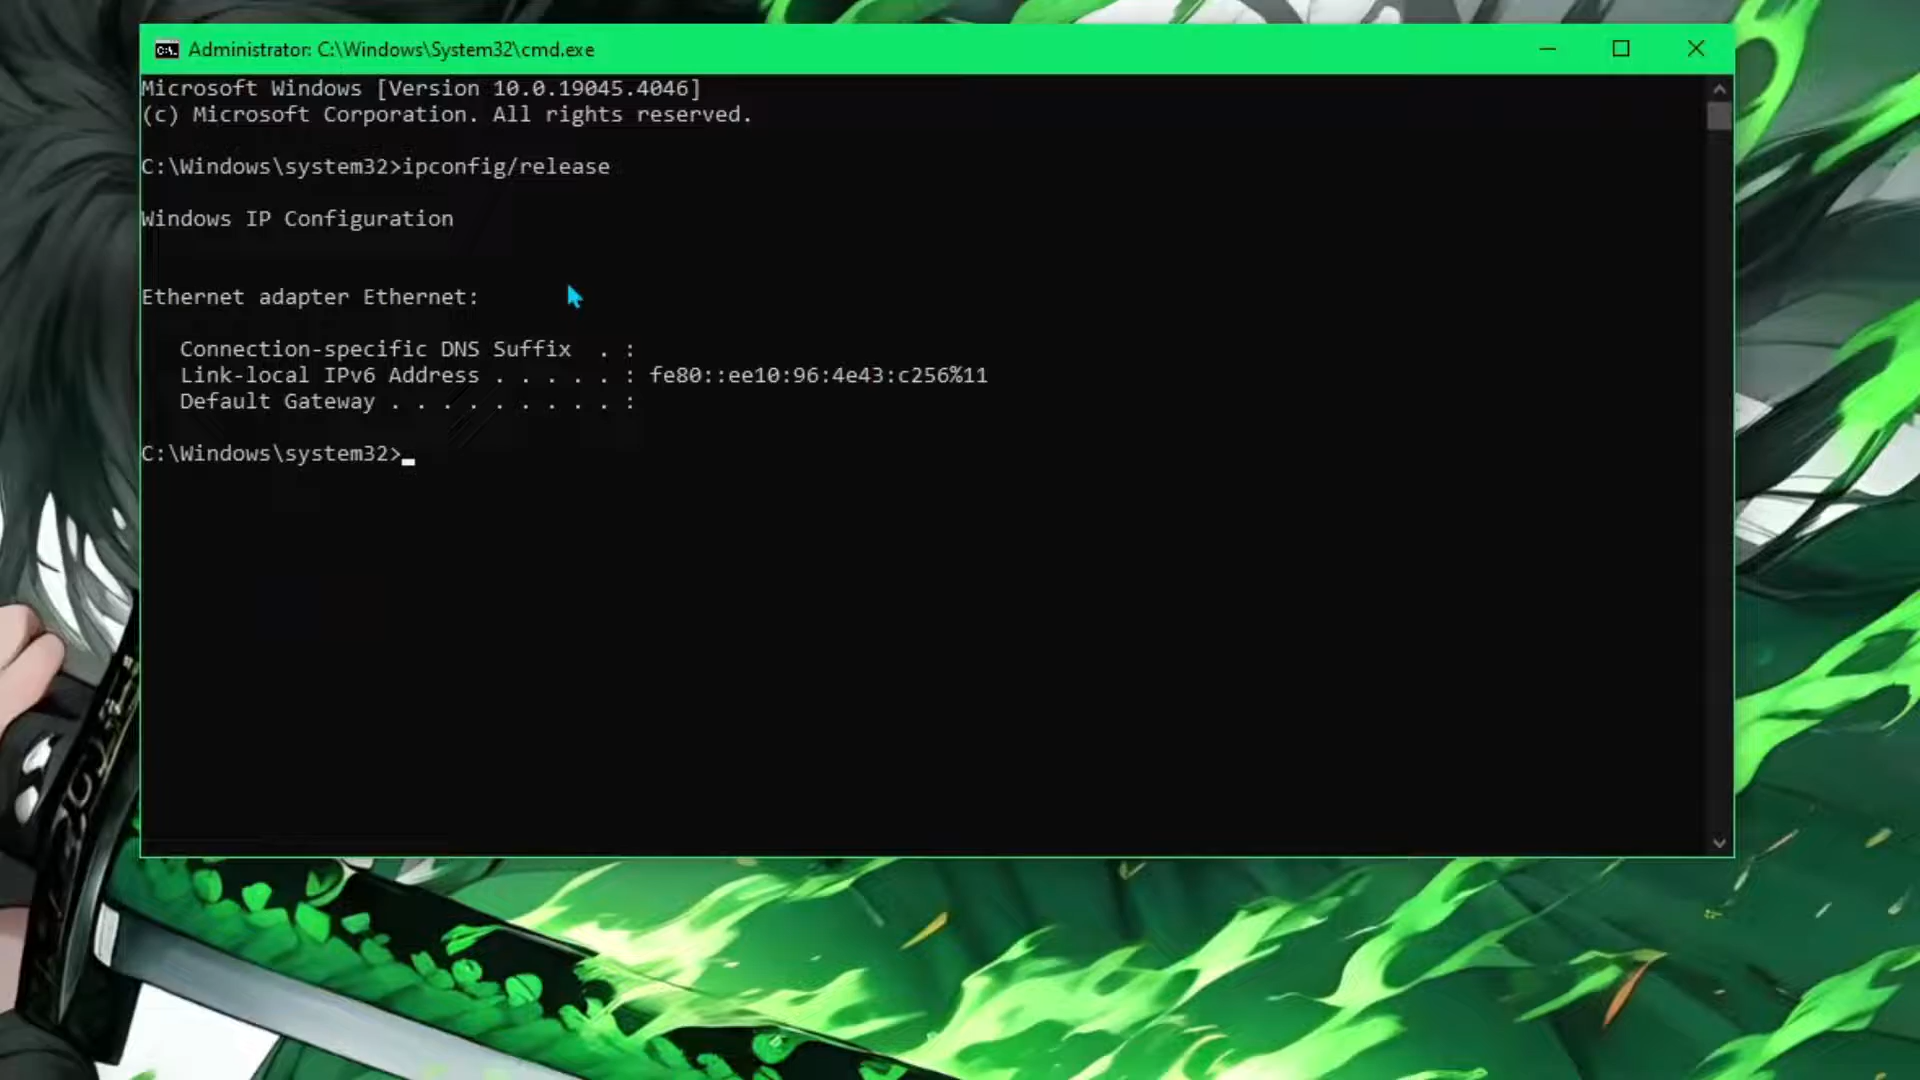 Administrator: C:\Windows\System32\cmd.exe
Microsoft Windows [Version 10.0.19045.4046]
(c) Microsoft Corporation. All rights reserved.
C:\Windows\system32>ipconfig/release
Windows IP Configuration
Ethernet adapter Ethernet:
Connection-specific DNS Suffix  . :
Link-local IPv6 Address . . . . . : fe80::ee10:96:4e43:c256%11
Default Gateway . . . . . . . . . :
C:\Windows\system32>